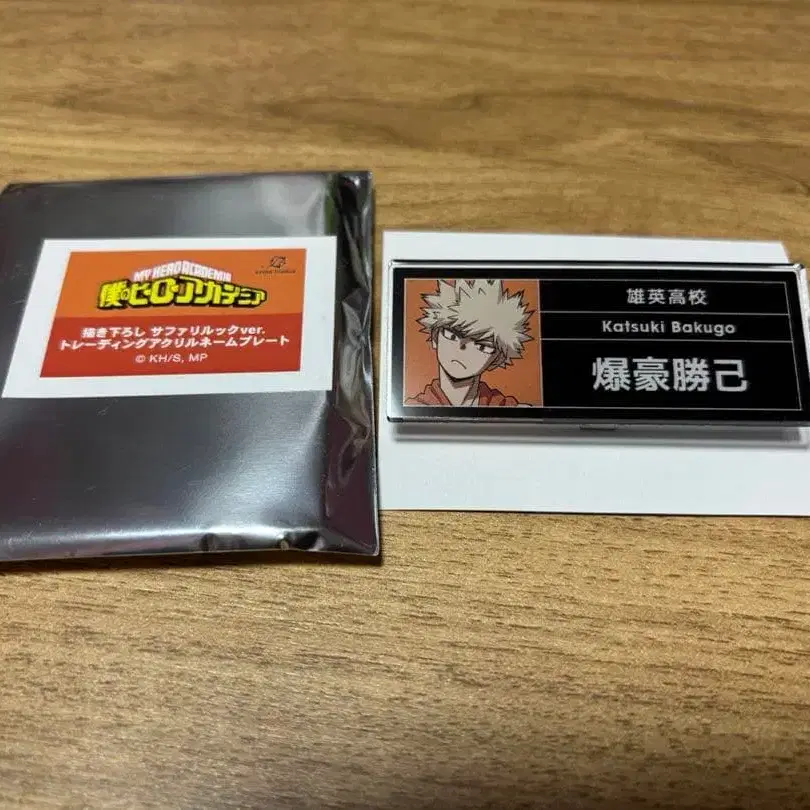 MY HERO ACADEMIA
僕のヒーローアカデミア
描き下ろし サファリルックver.
トレーディングアクリルネームプレート
© KH/S, MP
雄英高校
Katsuki Bakugo
爆豪勝己